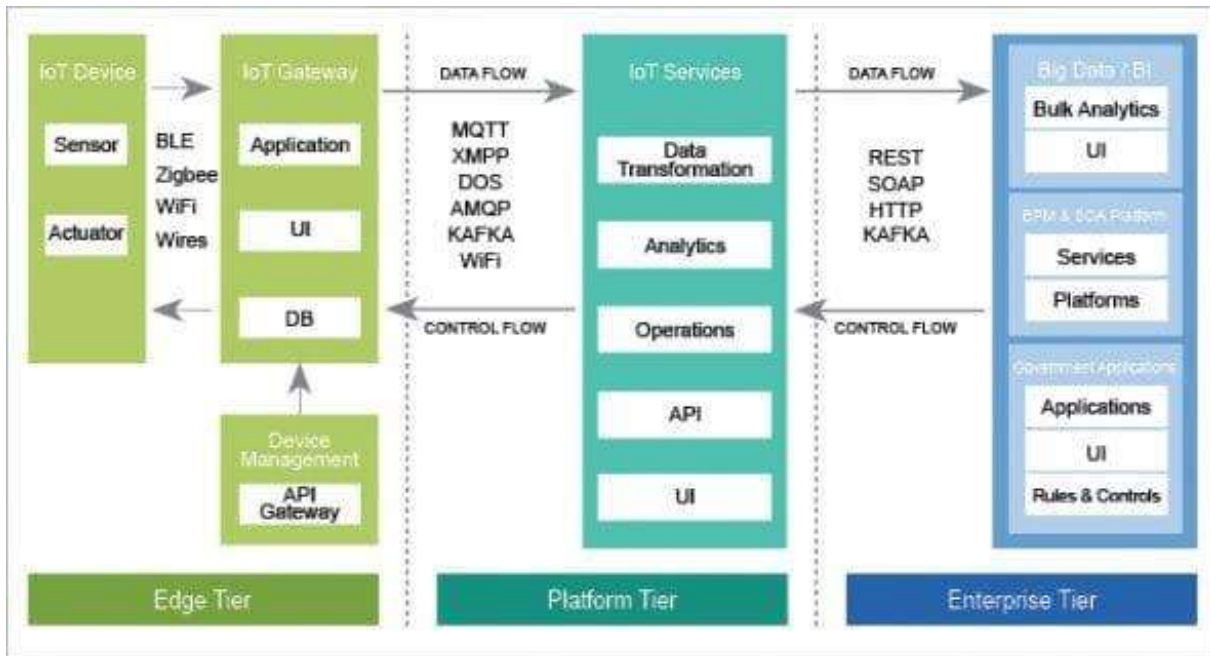 IoT Device
Sensor
Actuator
BLE
Zigbee
WiFi
Wires
IoT Gateway
Application
UI
DB
Device
Management
API
Gateway
Edge Tier
DATA FLOW
MQTT
XMPP
DOS
AMQP
KAFKA
WiFi
CONTROL FLOW
IoT Services
Data
Transformation
Analytics
Operations
API
UI
Platform Tier
DATA FLOW
REST
SOAP
HTTP
KAFKA
CONTROL FLOW
Big Data / BI
Bulk Analytics
UI
BPM & SOA Platform
Services
Platforms
Government Applications
Applications
UI
Rules & Controls
Enterprise Tier